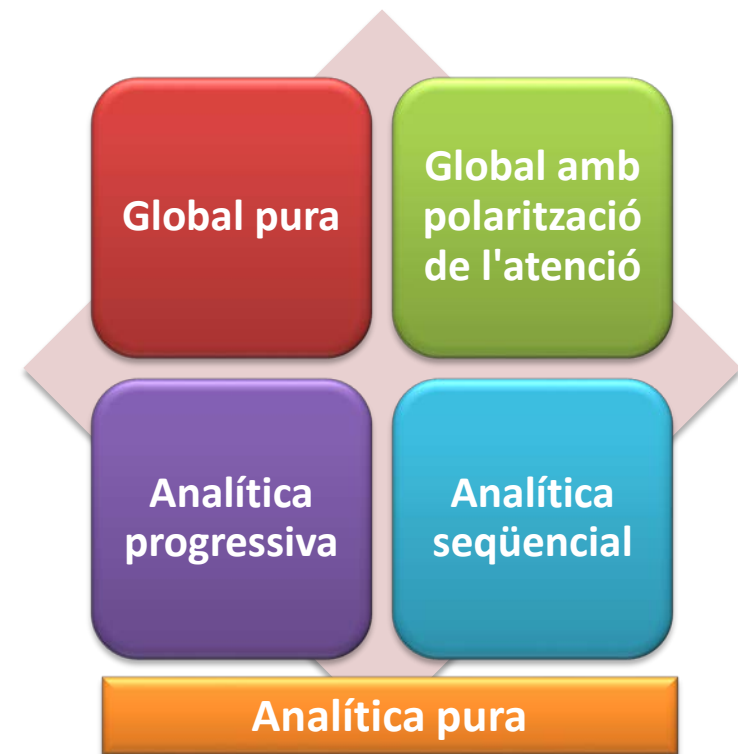 Global pura
Global amb
polarització
de l'atenció
Analítica
progressiva
Analítica
seqüencial
Analítica pura